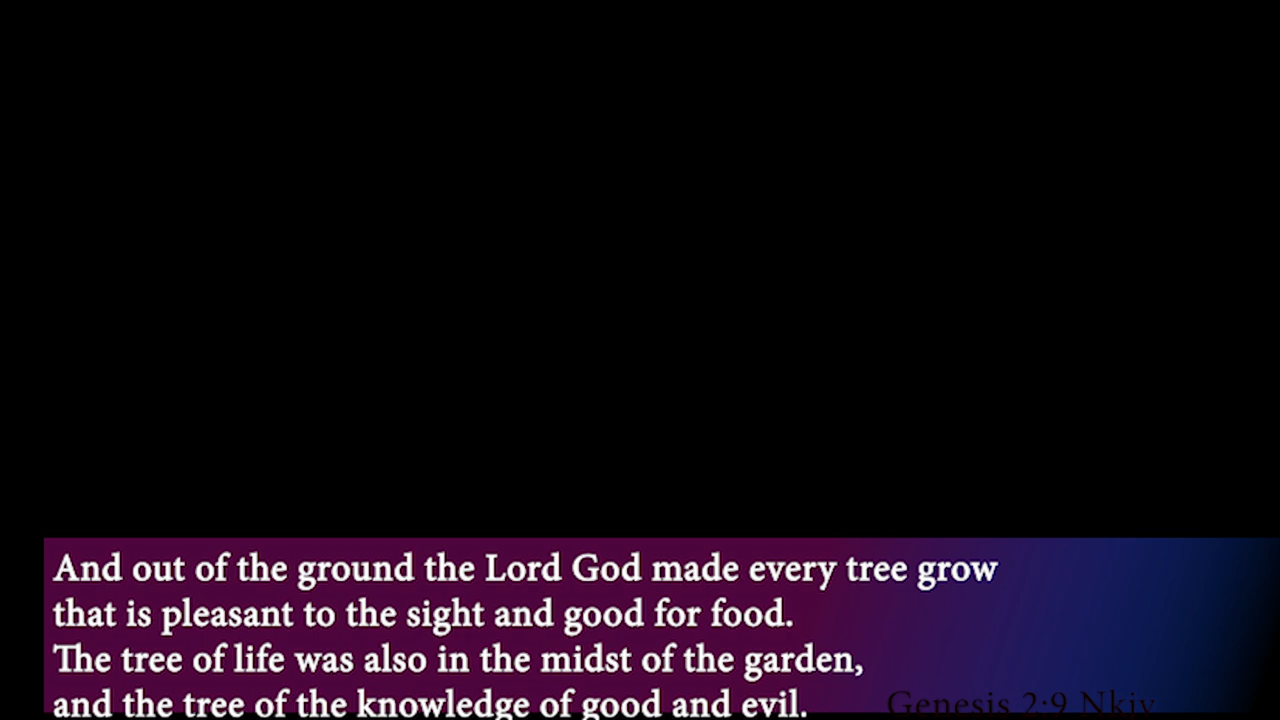 And out of the ground the Lord God made every tree grow
that is pleasant to the sight and good for food.
The tree of life was also in the midst of the garden,
and the tree of the knowledge of good and evil.
Genesis 2:9 Nkjv